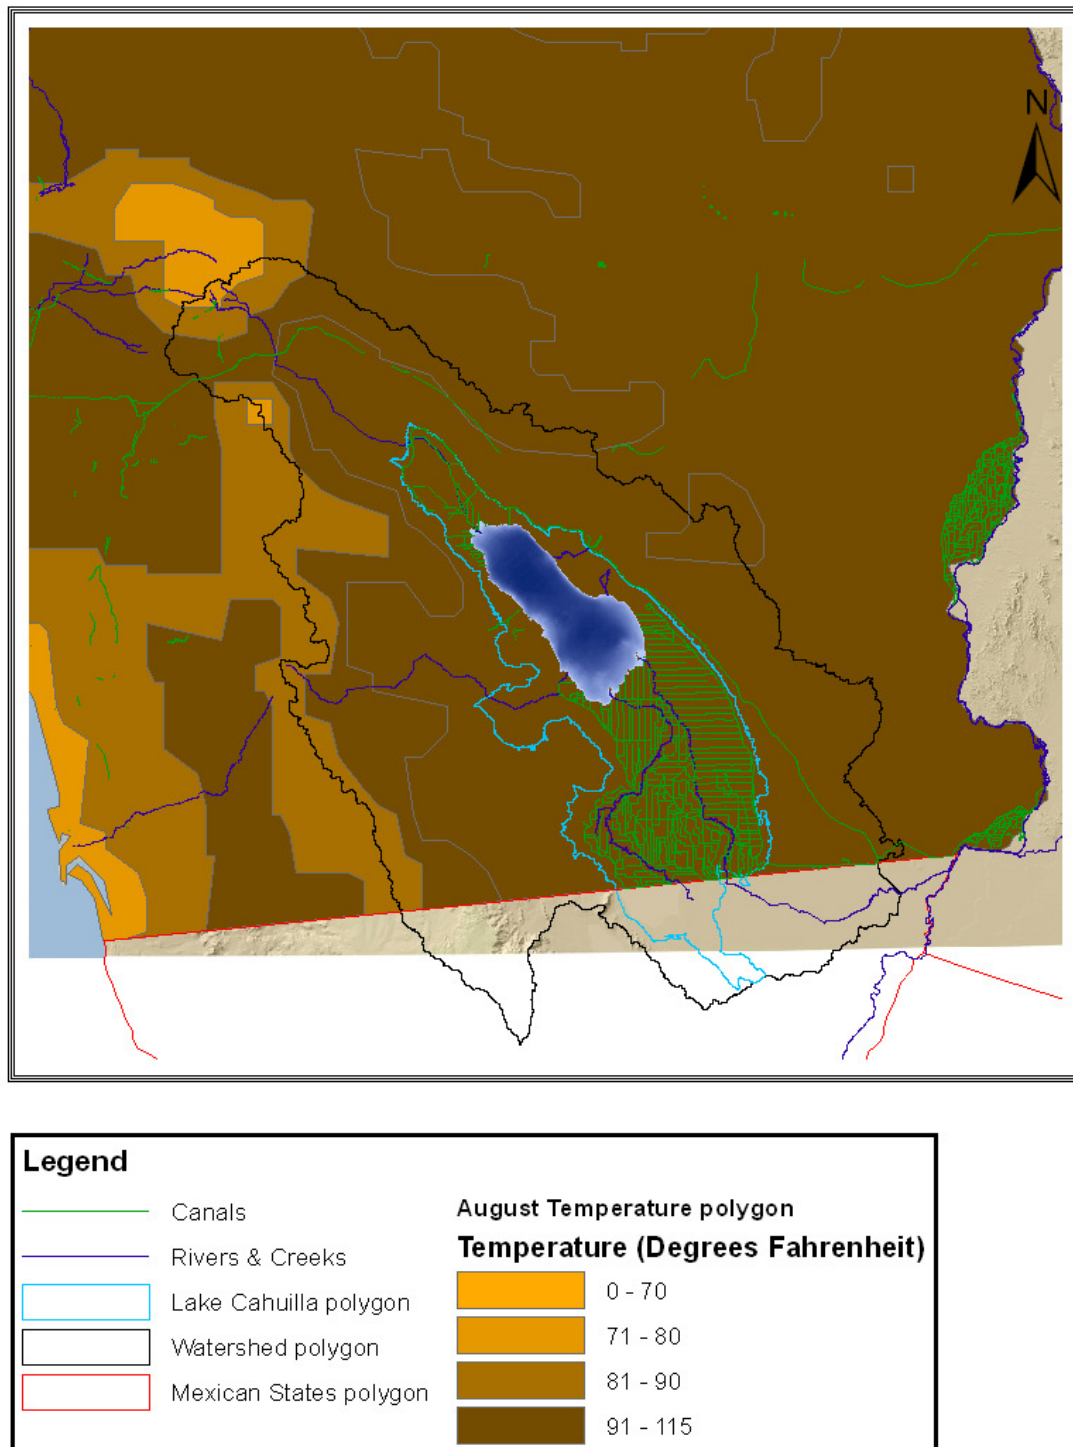 N
Legend
Canals
Rivers & Creeks
Lake Cahuilla polygon
Watershed polygon
Mexican States polygon
August Temperature polygon
Temperature (Degrees Fahrenheit)
0 - 70
71 - 80
81 - 90
91 - 115